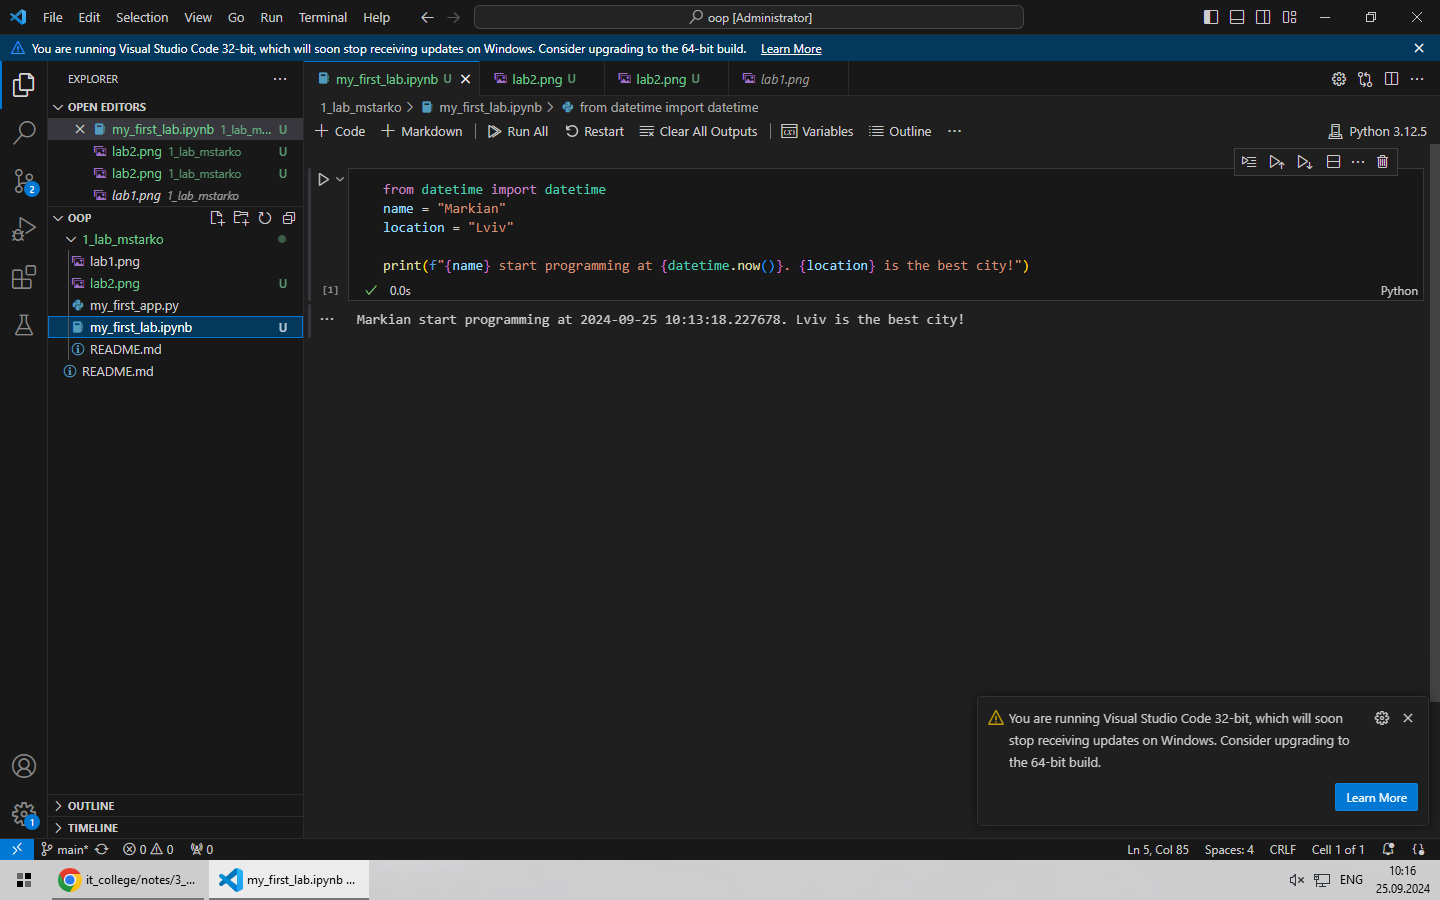 File Edit Selection View Go Run Terminal Help
oop [Administrator]
You are running Visual Studio Code 32-bit, which will soon stop receiving updates on Windows. Consider upgrading to the 64-bit build. Learn More
EXPLORER
my_first_lab.ipynb U
lab2.png U
lab2.png U
lab1.png
OPEN EDITORS
my_first_lab.ipynb 1_lab_m... U
lab2.png 1_lab_mstarko U
lab2.png 1_lab_mstarko U
lab1.png 1_lab_mstarko
OOP
1_lab_mstarko
lab1.png
lab2.png U
my_first_app.py
my_first_lab.ipynb U
README.md
README.md
OUTLINE
TIMELINE
1_lab_mstarko > my_first_lab.ipynb > from datetime import datetime
+ Code + Markdown Run All Restart Clear All Outputs Variables Outline ...
Python 3.12.5
from datetime import datetime
name = "Markian"
location = "Lviv"
print(f"{name} start programming at {datetime.now()}. {location} is the best city!")
[1] 0.0s
Python
Markian start programming at 2024-09-25 10:13:18.227678. Lviv is the best city!
You are running Visual Studio Code 32-bit, which will soon
stop receiving updates on Windows. Consider upgrading to
the 64-bit build.
Learn More
2
1
main* 0 0 0
Ln 5, Col 85 Spaces: 4 CRLF Cell 1 of 1
it_college/notes/3_...
my_first_lab.ipynb ...
ENG
10:16
25.09.2024